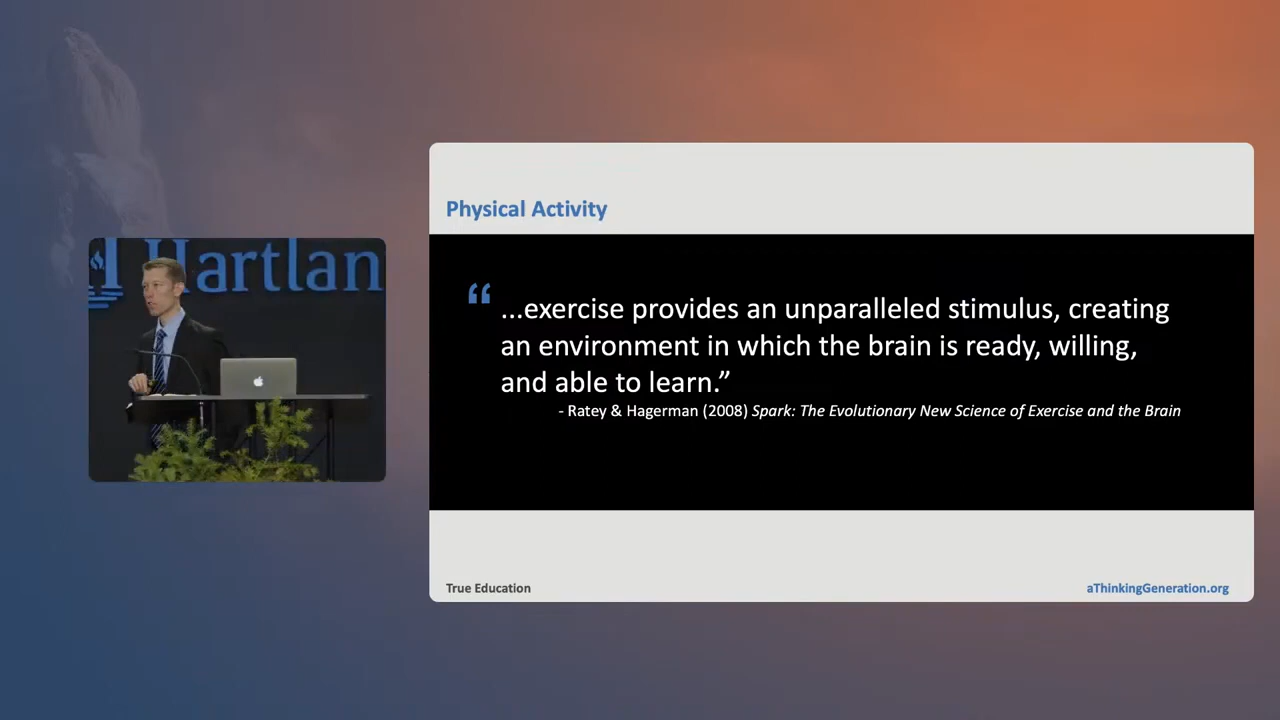 Hartlan
Physical Activity
“
...exercise provides an unparalleled stimulus, creating
an environment in which the brain is ready, willing,
and able to learn.”
- Ratey & Hagerman (2008) Spark: The Evolutionary New Science of Exercise and the Brain
True Education
aThinkingGeneration.org